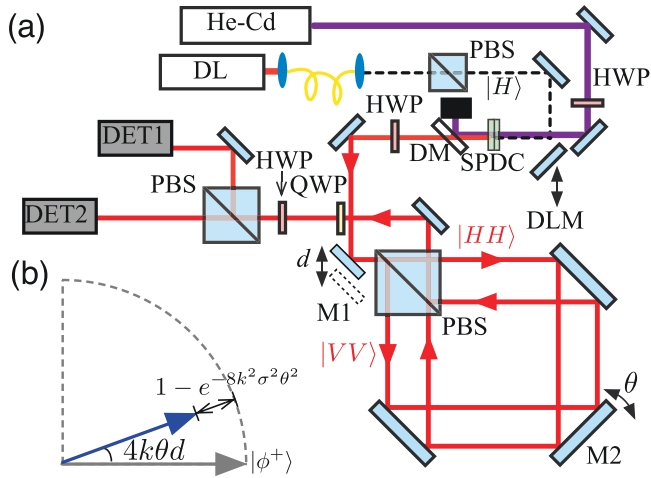 (a)
He-Cd
DL
PBS
|H⟩
HWP
HWP
DM
SPDC
DLM
DET1
PBS
HWP
QWP
DET2
d
M1
|HH⟩
PBS
|VV⟩
θ
M2
(b)
1 − e^{−8k²σ²θ²}
4kθd
|ϕ⁺⟩